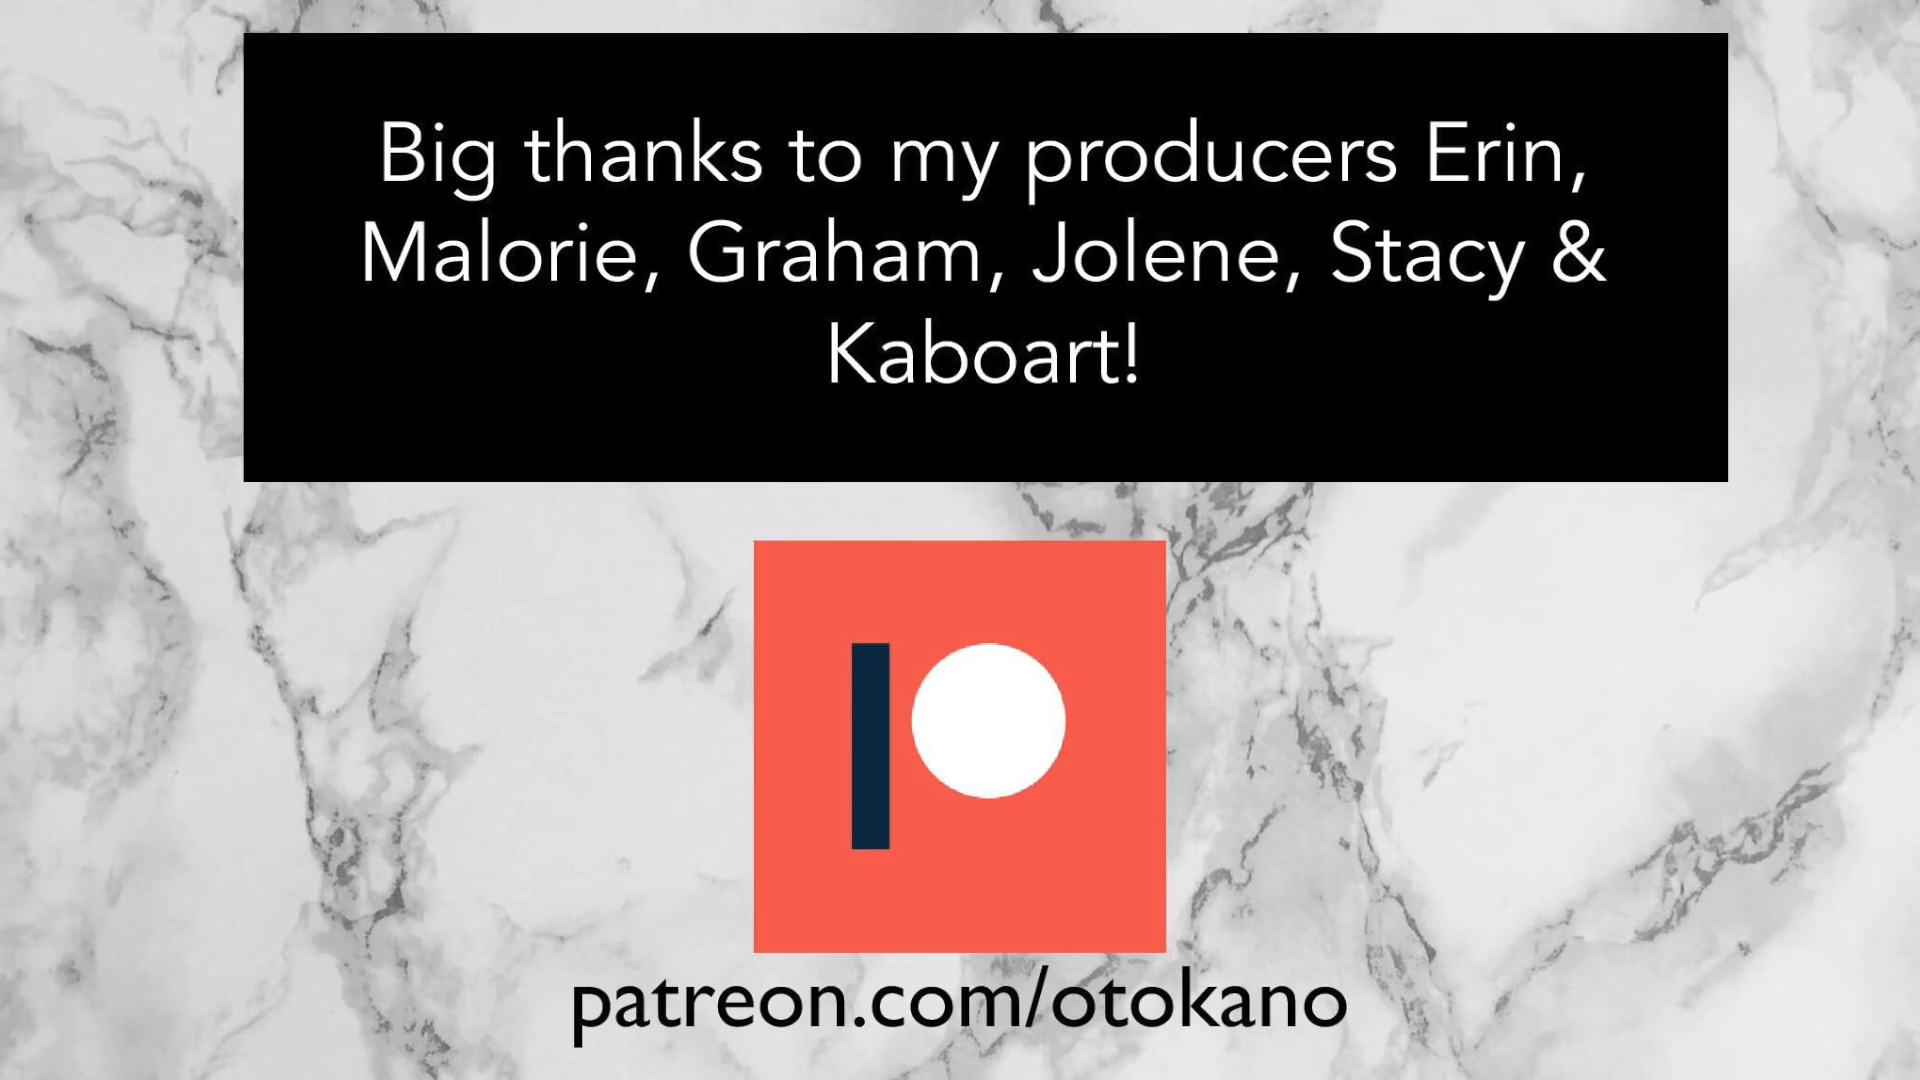 Big thanks to my producers Erin,
Malorie, Graham, Jolene, Stacy &
Kaboart!
patreon.com/otokano